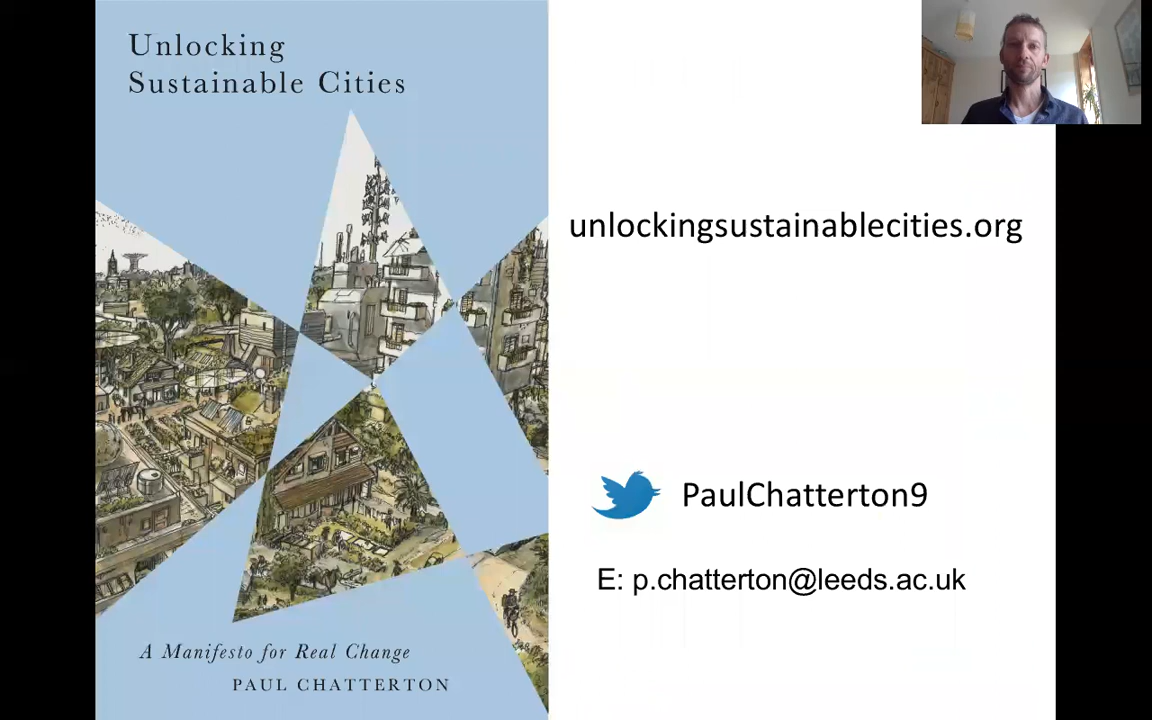 Unlocking
Sustainable Cities
A Manifesto for Real Change
PAUL CHATTERTON
unlockingsustainablecities.org
PaulChatterton9
E: p.chatterton@leeds.ac.uk